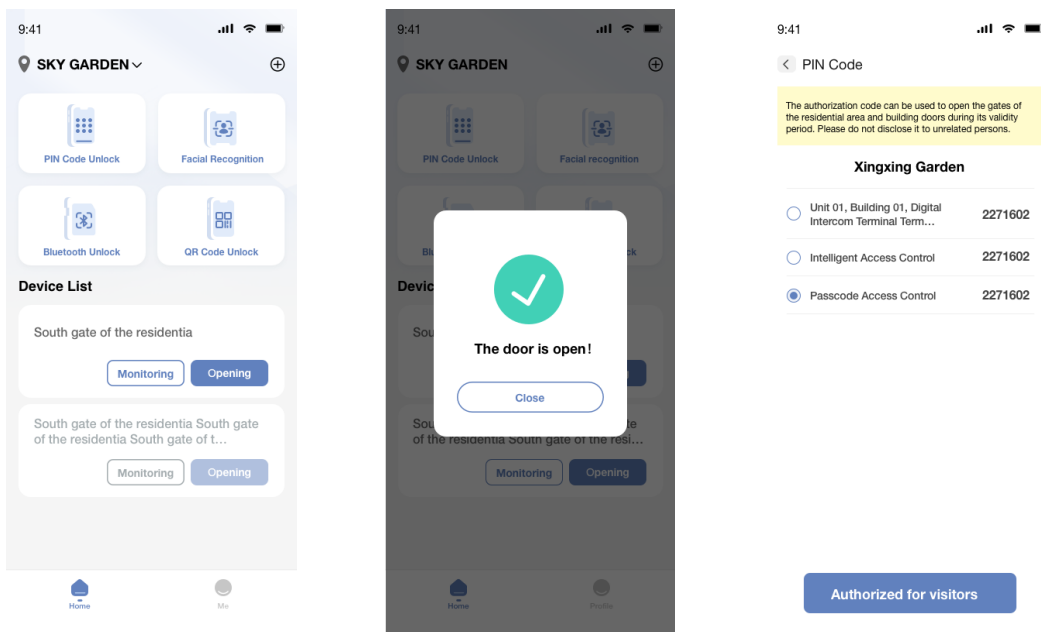 9:41
SKY GARDEN
PIN Code Unlock
Facial Recognition
Bluetooth Unlock
QR Code Unlock
Device List
South gate of the residentia
Monitoring
Opening
South gate of the residentia South gate
of the residentia South gate of t...
Monitoring
Opening
Home
Me
9:41
SKY GARDEN
PIN Code Unlock
Facial recognition
Blu
ck
Devic
Sou
The door is open!
Close
Sou
te
of the residentia South gate of the resi...
Monitoring
Opening
Home
Profile
9:41
PIN Code
The authorization code can be used to open the gates of
the residential area and building doors during its validity
period. Please do not disclose it to unrelated persons.
Xingxing Garden
Unit 01, Building 01, Digital
Intercom Terminal Term...
2271602
Intelligent Access Control
2271602
Passcode Access Control
2271602
Authorized for visitors